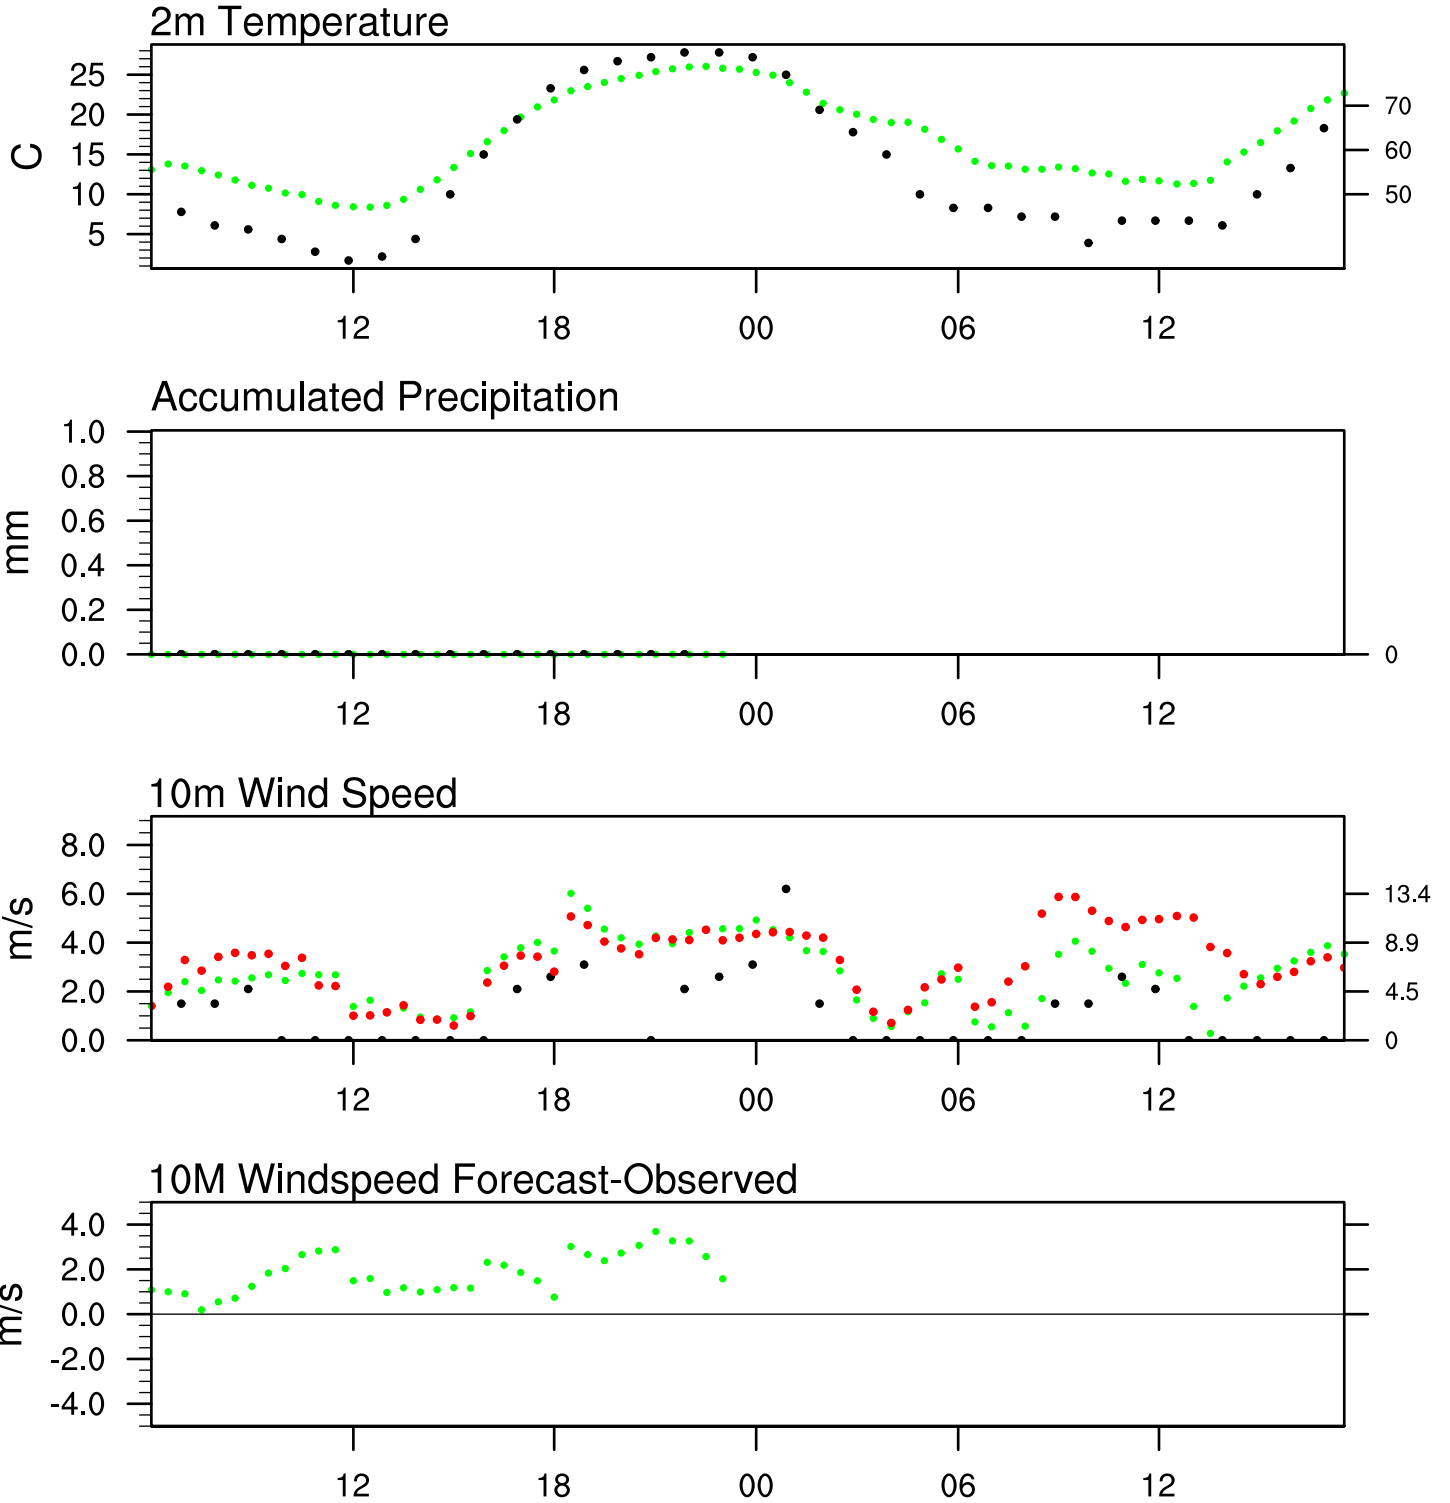 2m Temperature
C
25
20
15
10
5
70
60
50
12 18 00 06 12
Accumulated Precipitation
mm
1.0
0.8
0.6
0.4
0.2
0.0
0
12 18 00 06 12
10m Wind Speed
m/s
8.0
6.0
4.0
2.0
0.0
13.4
8.9
4.5
0
12 18 00 06 12
10M Windspeed Forecast-Observed
m/s
4.0
2.0
0.0
-2.0
-4.0
12 18 00 06 12